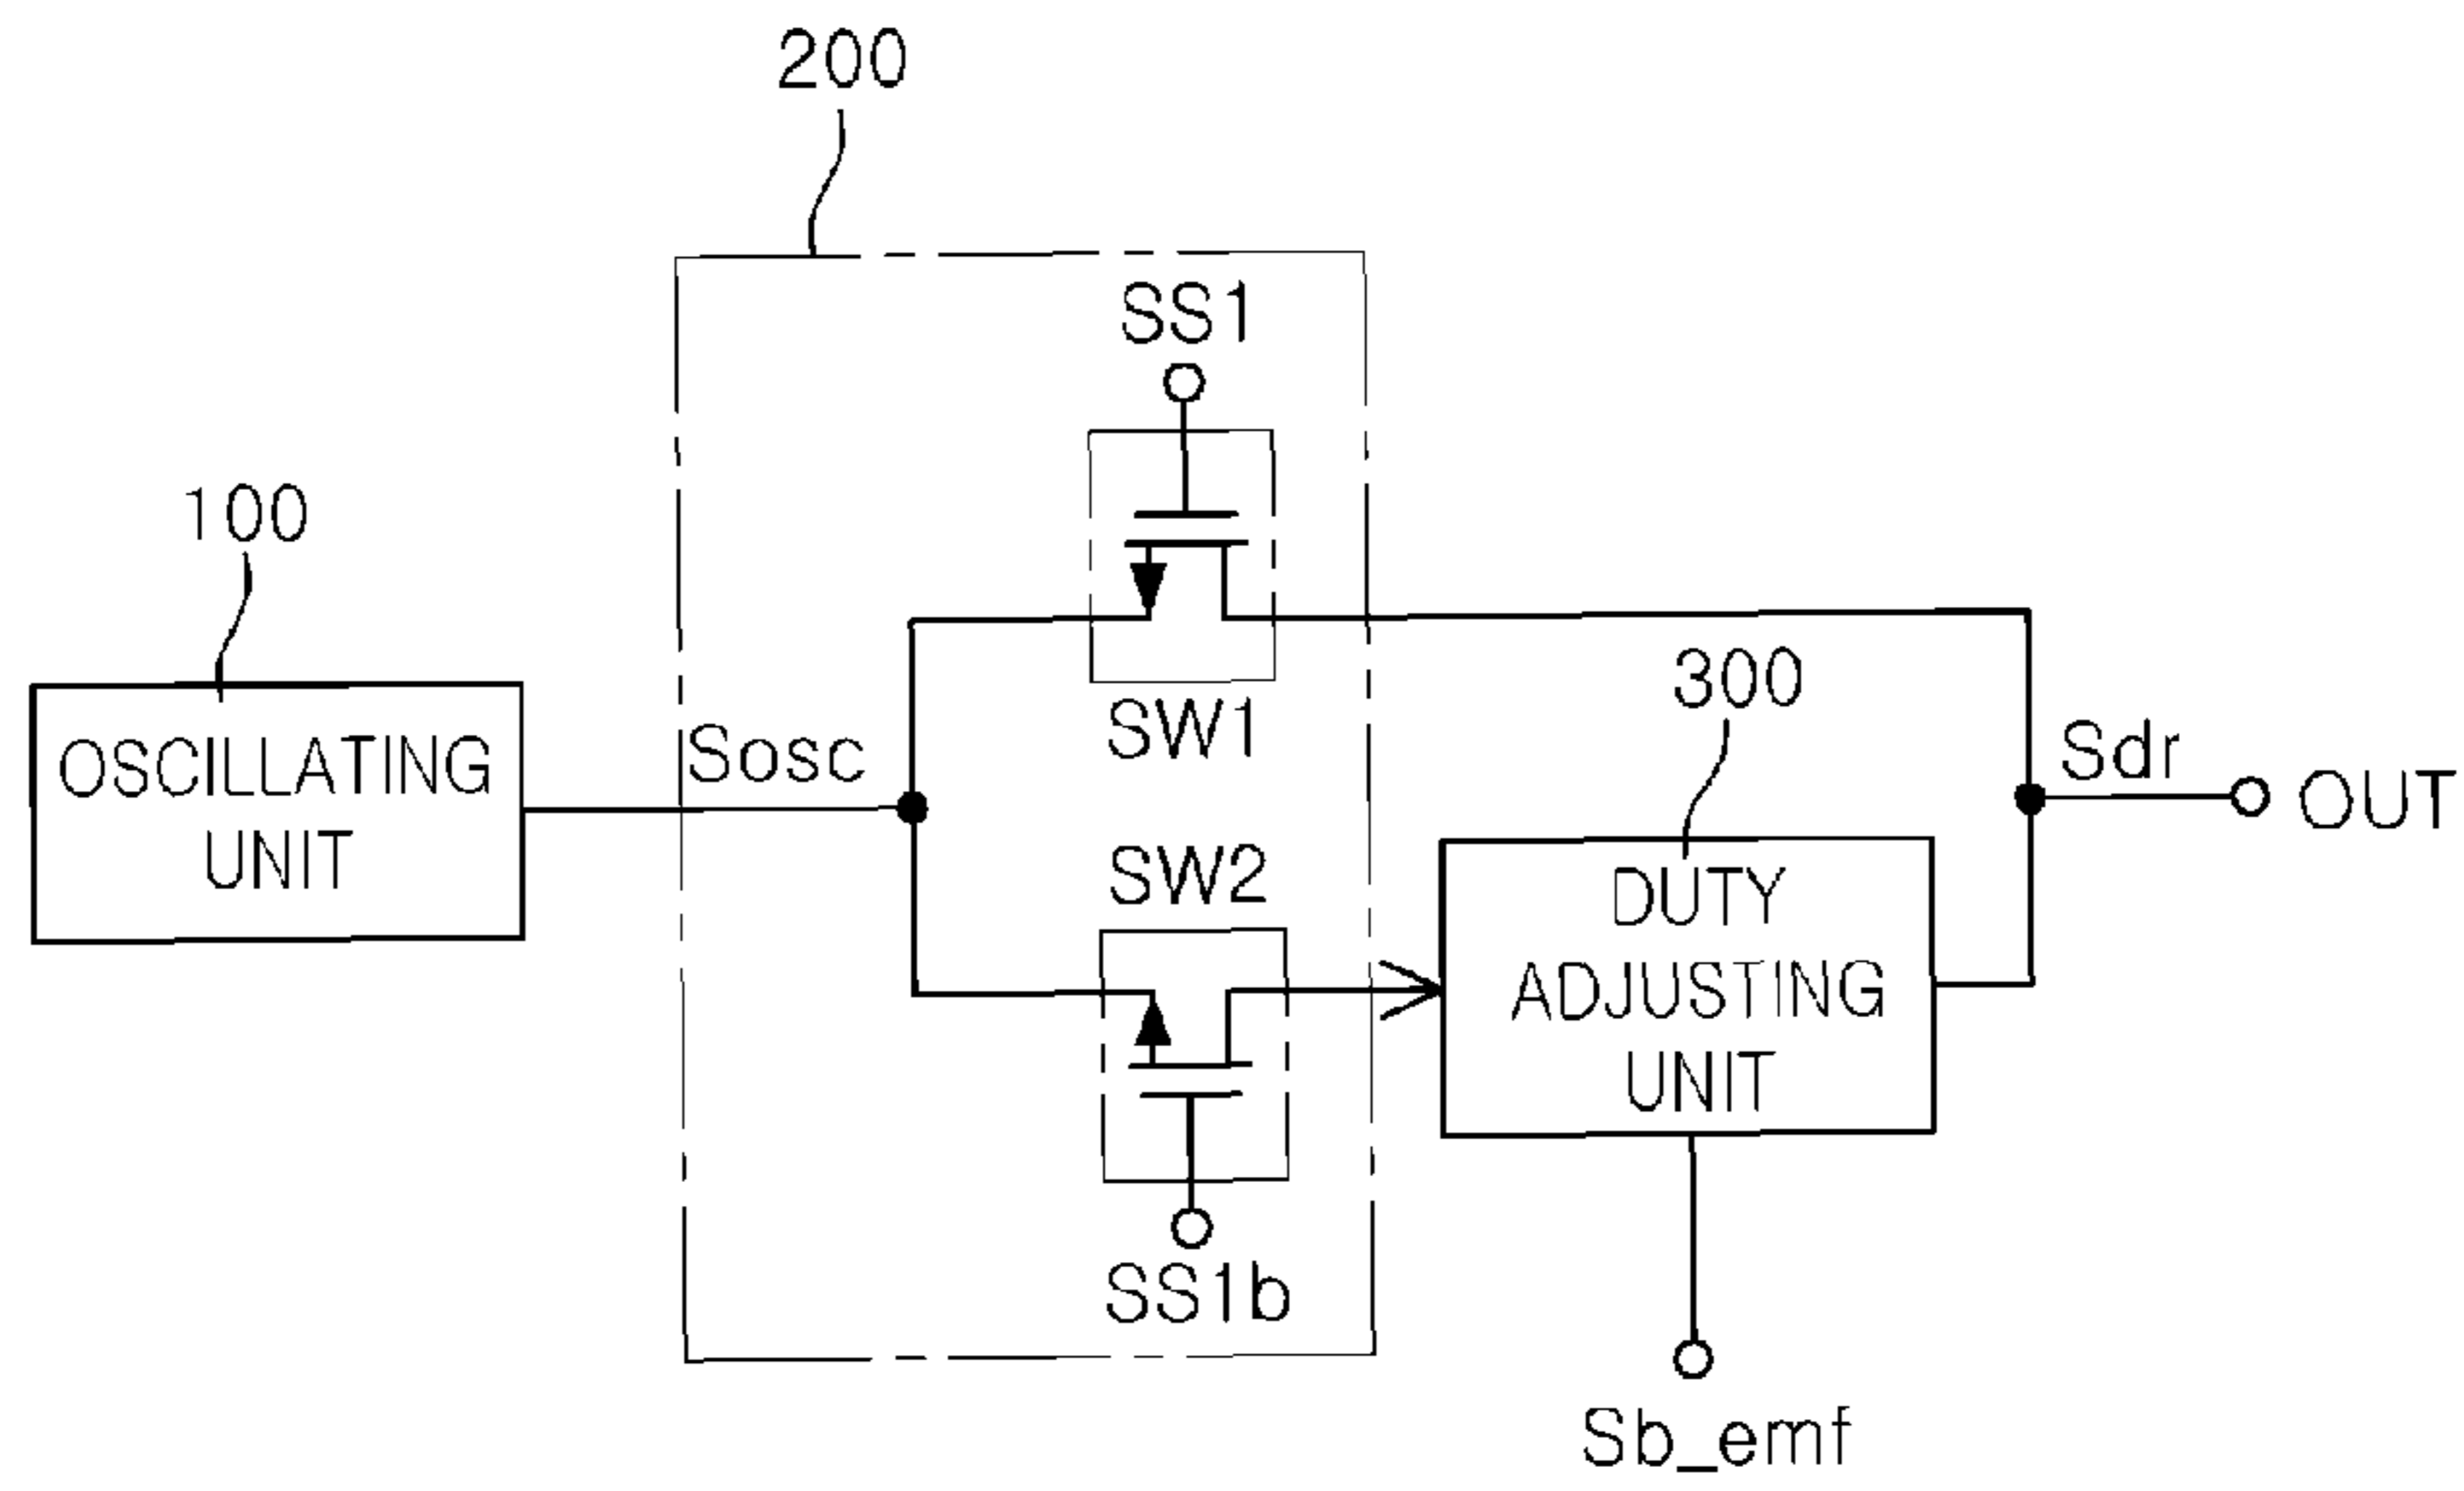 200
SS1
100
SW1
300
OSCILLATING
UNIT
Sosc
Sdr
OUT
SW2
DUTY
ADJUSTING
UNIT
SS1b
Sb_emf